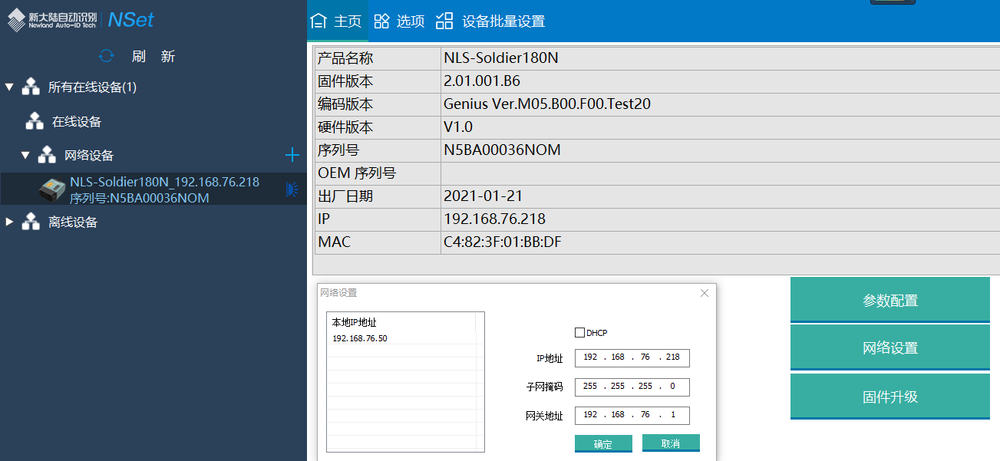 新大陆自动识别
Newland Auto-ID Tech
NSet
主页
选项
设备批量设置
刷 新
所有在线设备(1)
在线设备
网络设备
NLS-Soldier180N_192.168.76.218
序列号:N5BA00036NOM
离线设备
产品名称 NLS-Soldier180N
固件版本 2.01.001.B6
编码版本 Genius Ver.M05.B00.F00.Test20
硬件版本 V1.0
序列号 N5BA00036NOM
OEM 序列号
出厂日期 2021-01-21
IP 192.168.76.218
MAC C4:82:3F:01:BB:DF
网络设置
本地IP地址
192.168.76.50
DHCP
IP地址 192 . 168 . 76 . 218
子网掩码 255 . 255 . 255 . 0
网关地址 192 . 168 . 76 . 1
确定
取消
参数配置
网络设置
固件升级